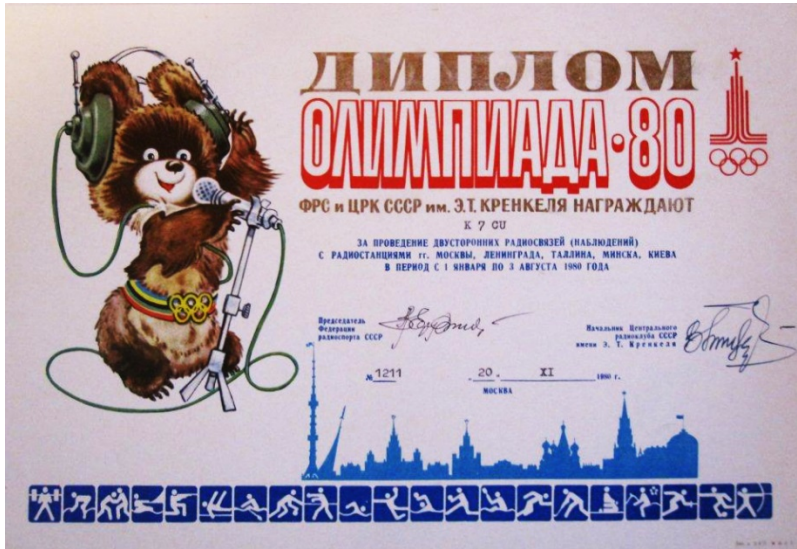 ДИПЛОМ
ОЛИМПИАДА·80
ФРС и ЦРК СССР им. Э.Т. КРЕНКЕЛЯ НАГРАЖДАЮТ
K 7 CU
ЗА ПРОВЕДЕНИЕ ДВУСТОРОННИХ РАДИОСВЯЗЕЙ (НАБЛЮДЕНИЙ)
С РАДИОСТАНЦИЯМИ гг. МОСКВЫ, ЛЕНИНГРАДА, ТАЛЛИНА, МИНСКА, КИЕВА
В ПЕРИОД С 1 ЯНВАРЯ ПО 3 АВГУСТА 1980 ГОДА
Председатель
Федерации
радиоспорта СССР
Начальник Центрального
радиоклуба СССР
имени Э. Т. Кренкеля
№ 1211 . 20 . XI 1980 г.
МОСКВА